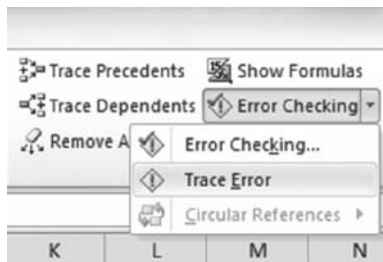 Trace Precedents Show Formulas
Trace Dependents Error Checking
Remove A
Error Checking...
Trace Error
Circular References
K L M N